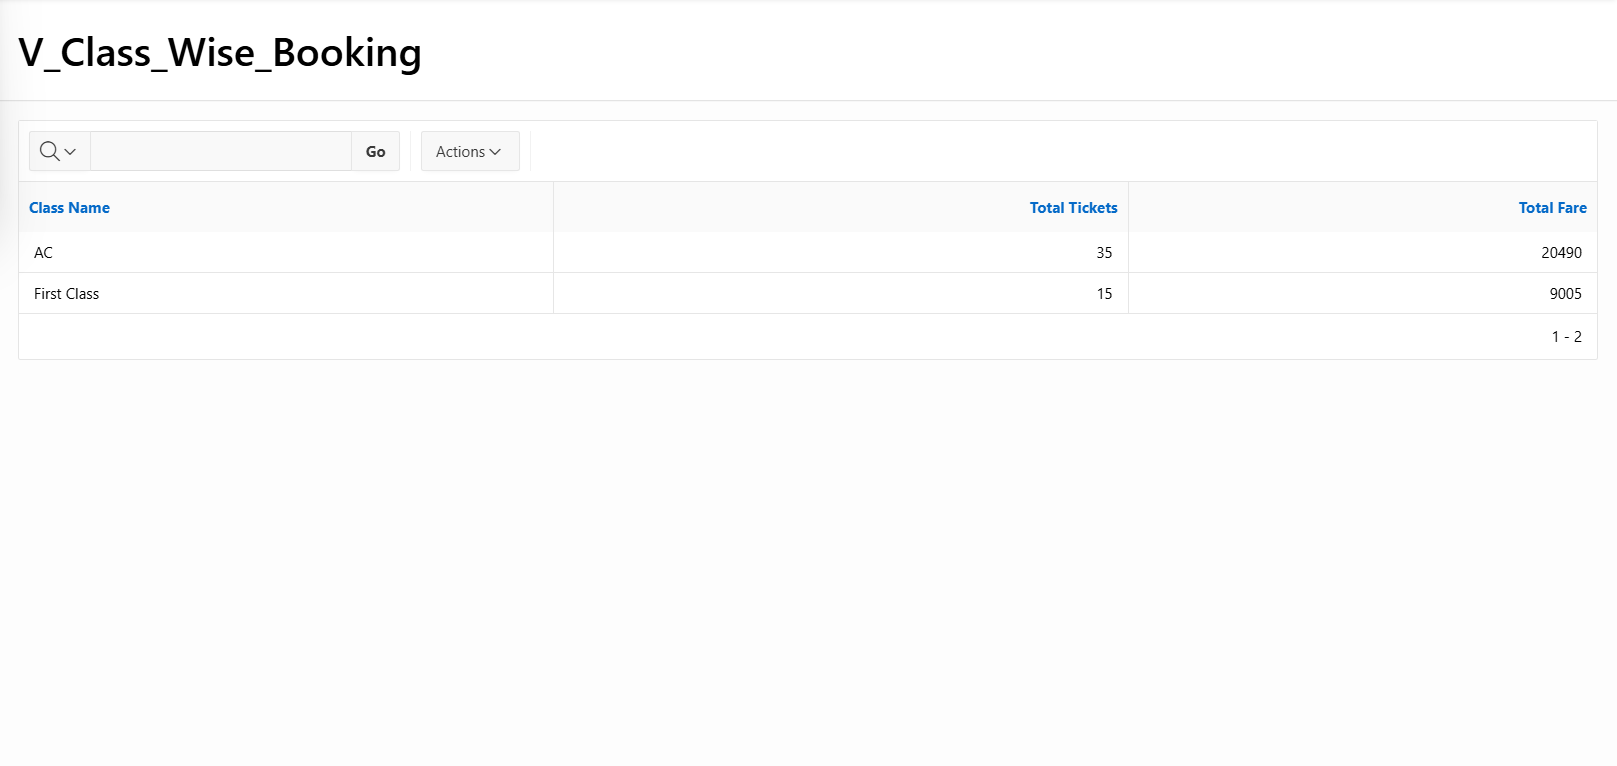 V_Class_Wise_Booking
Go Actions
Class Name Total Tickets Total Fare
AC 35 20490
First Class 15 9005
1 - 2